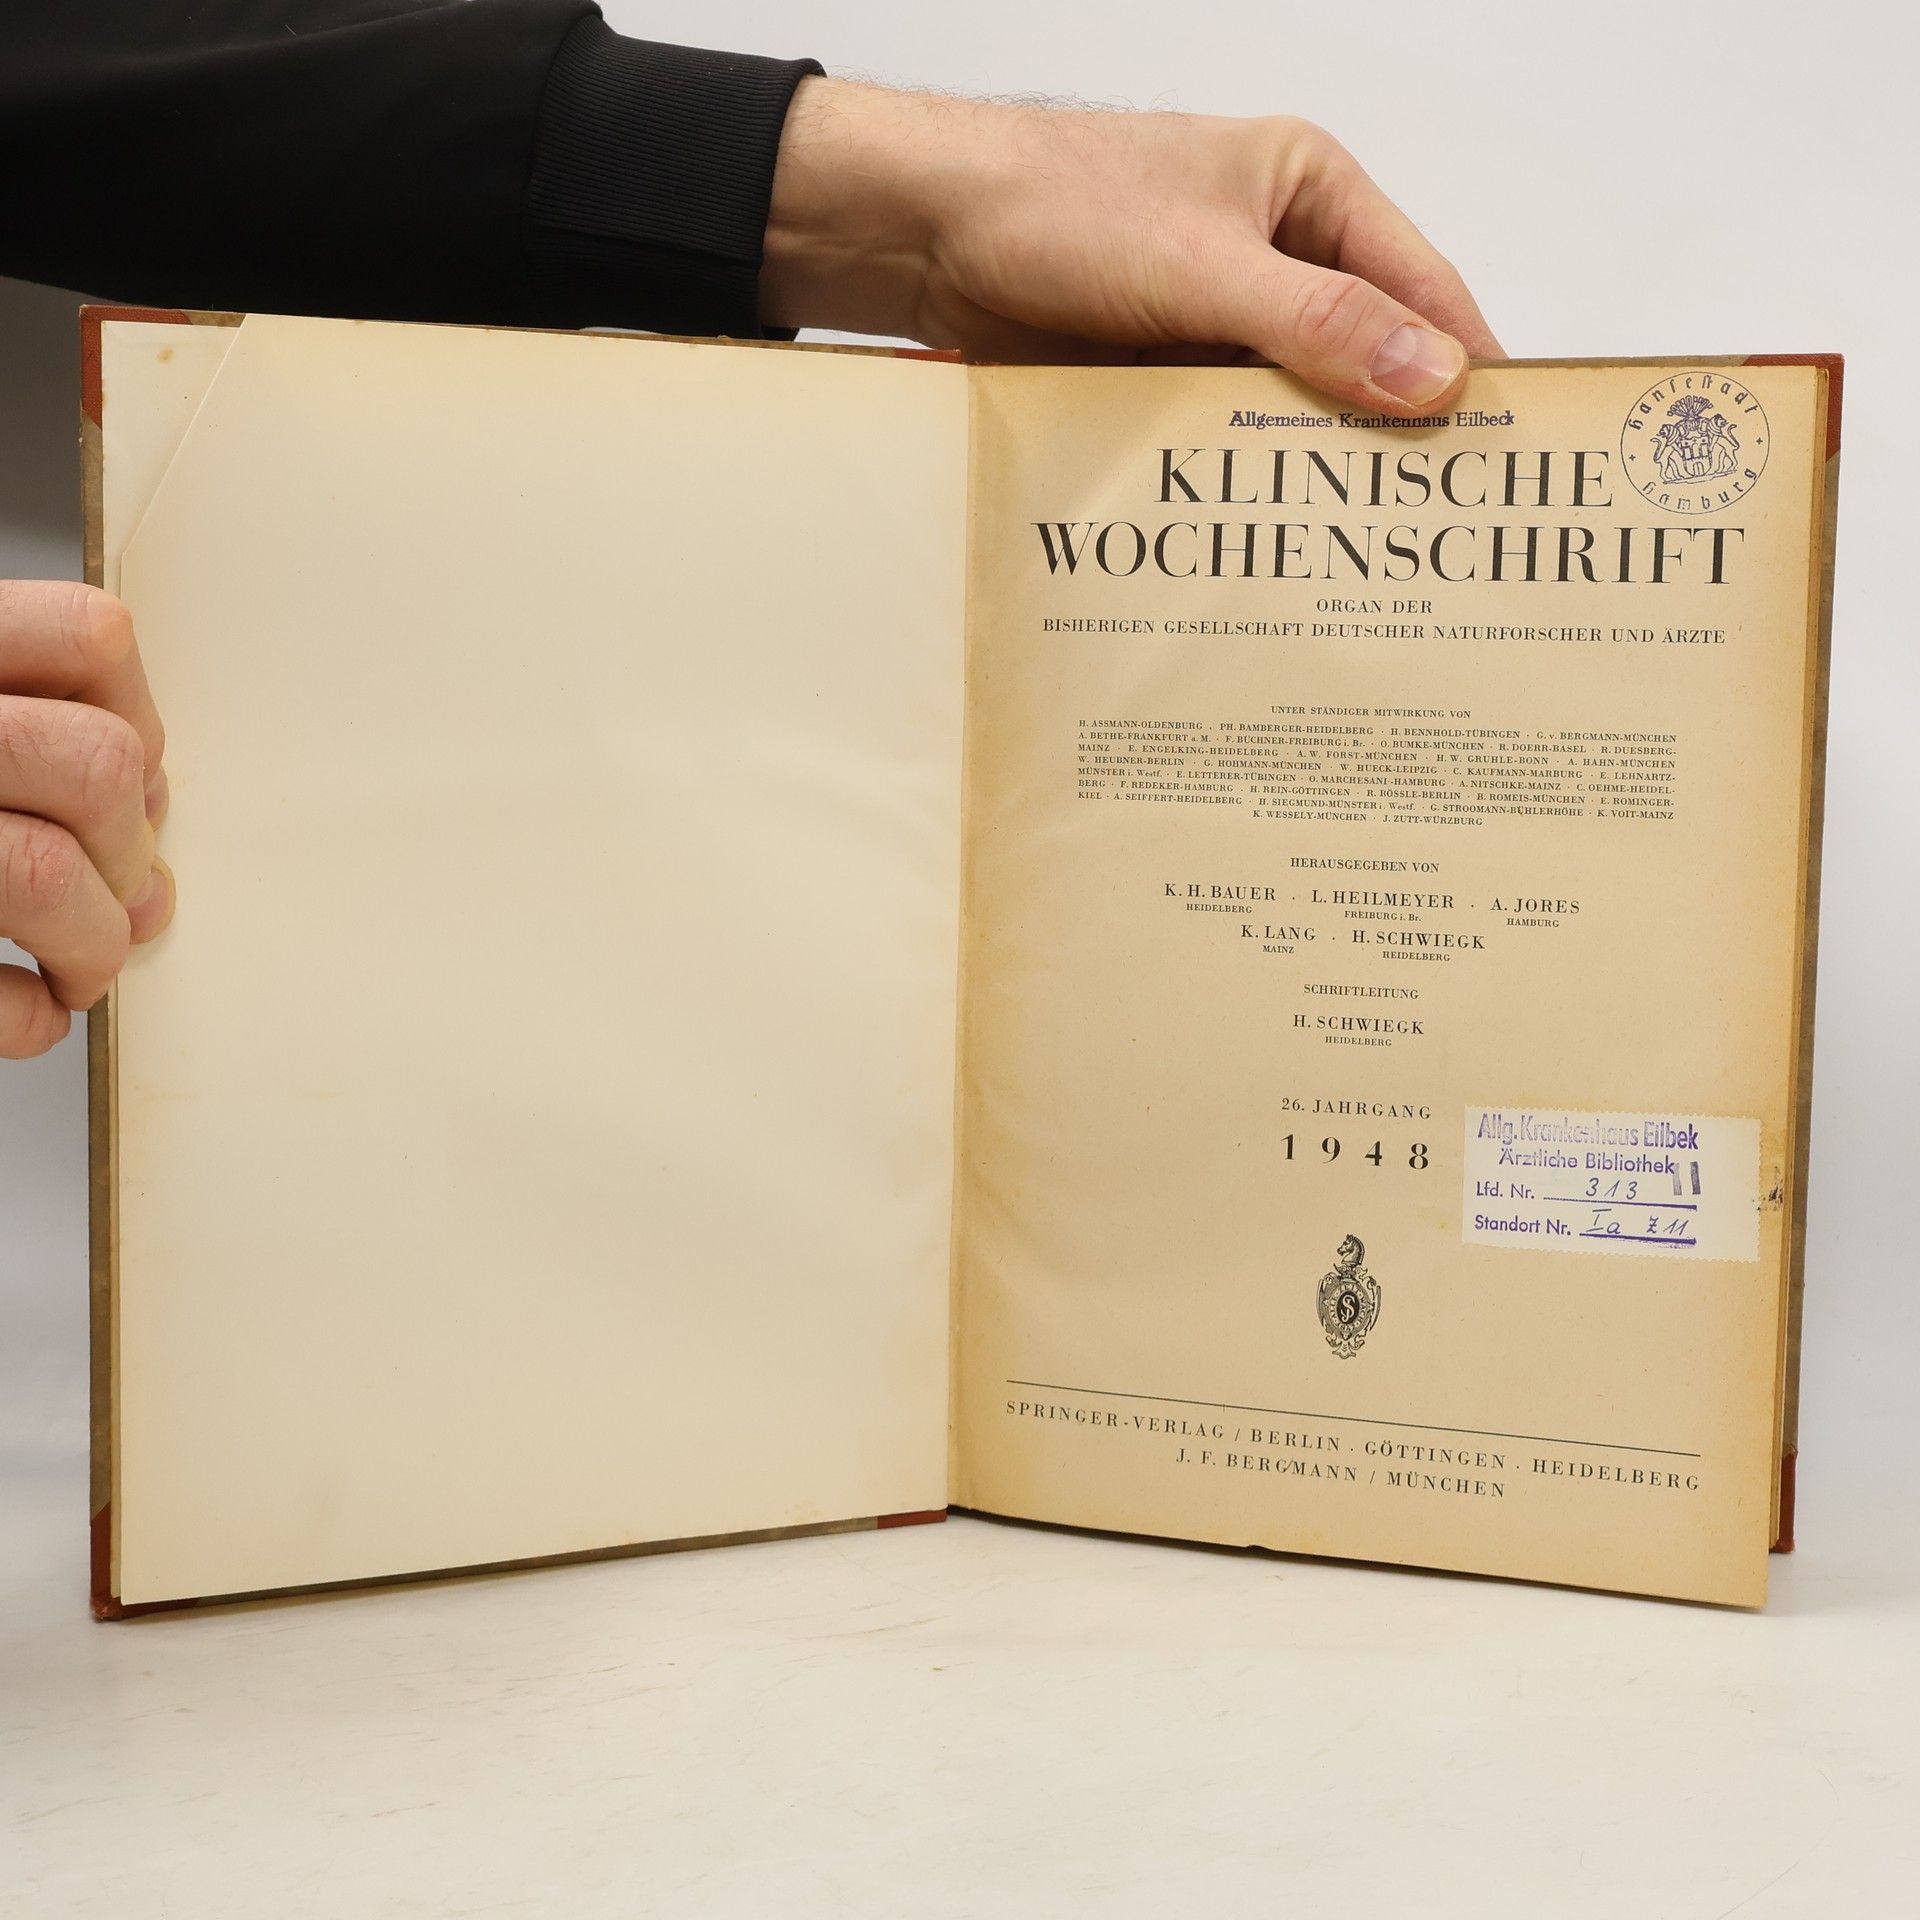 Allgemeines Krankenhaus Eilbeck
Hansestadt Hamburg
KLINISCHE
WOCHENSCHRIFT
ORGAN DER
BISHERIGEN GESELLSCHAFT DEUTSCHER NATURFORSCHER UND ÄRZTE
UNTER STÄNDIGER MITWIRKUNG VON
H. ASSMANN-OLDENBURG · PH. BAMBERGER-HEIDELBERG · H. BENNHOLD-TÜBINGEN · G. v. BERGMANN-MÜNCHEN
A. BETHE-FRANKFURT a. M. · F. BÜCHNER-FREIBURG i. Br. · O. BUMKE-MÜNCHEN · R. DOERR-BASEL · R. DUESBERG-
MAINZ · E. ENGELKING-HEIDELBERG · A. W. FORST-MÜNCHEN · H. W. GRUHLE-BONN · A. HAHN-MÜNCHEN
W. HEUBNER-BERLIN · G. HOHMANN-MÜNCHEN · W. HUECK-LEIPZIG · C. KAUFMANN-MARBURG · E. LEHNARTZ-
MÜNSTER i. Westf. · E. LETTERER-TÜBINGEN · O. MARCHESANI-HAMBURG · A. NITSCHKE-MAINZ · C. OEHME-HEIDEL-
BERG · F. REDEKER-HAMBURG · H. REIN-GÖTTINGEN · R. RÖSSLE-BERLIN · B. ROMEIS-MÜNCHEN · E. ROMINGER-
KIEL · A. SEIFFERT-HEIDELBERG · H. SIEGMUND-MÜNSTER i. Westf. · G. STROOMANN-BÜHLERHÖHE · K. VOIT-MAINZ
K. WESSELY-MÜNCHEN · J. ZUTT-WÜRZBURG
HERAUSGEGEBEN VON
K. H. BAUER · L. HEILMEYER · A. JORES
HEIDELBERG FREIBURG i. Br. HAMBURG
K. LANG · H. SCHWIEGK
MAINZ HEIDELBERG
SCHRIFTLEITUNG
H. SCHWIEGK
HEIDELBERG
26. JAHRGANG
1948
Allg. Krankenhaus Eilbek
Ärztliche Bibliothek
Lfd. Nr. 313
Standort Nr. Ia Z 11
SPRINGER-VERLAG / BERLIN · GÖTTINGEN · HEIDELBERG
J. F. BERGMANN / MÜNCHEN